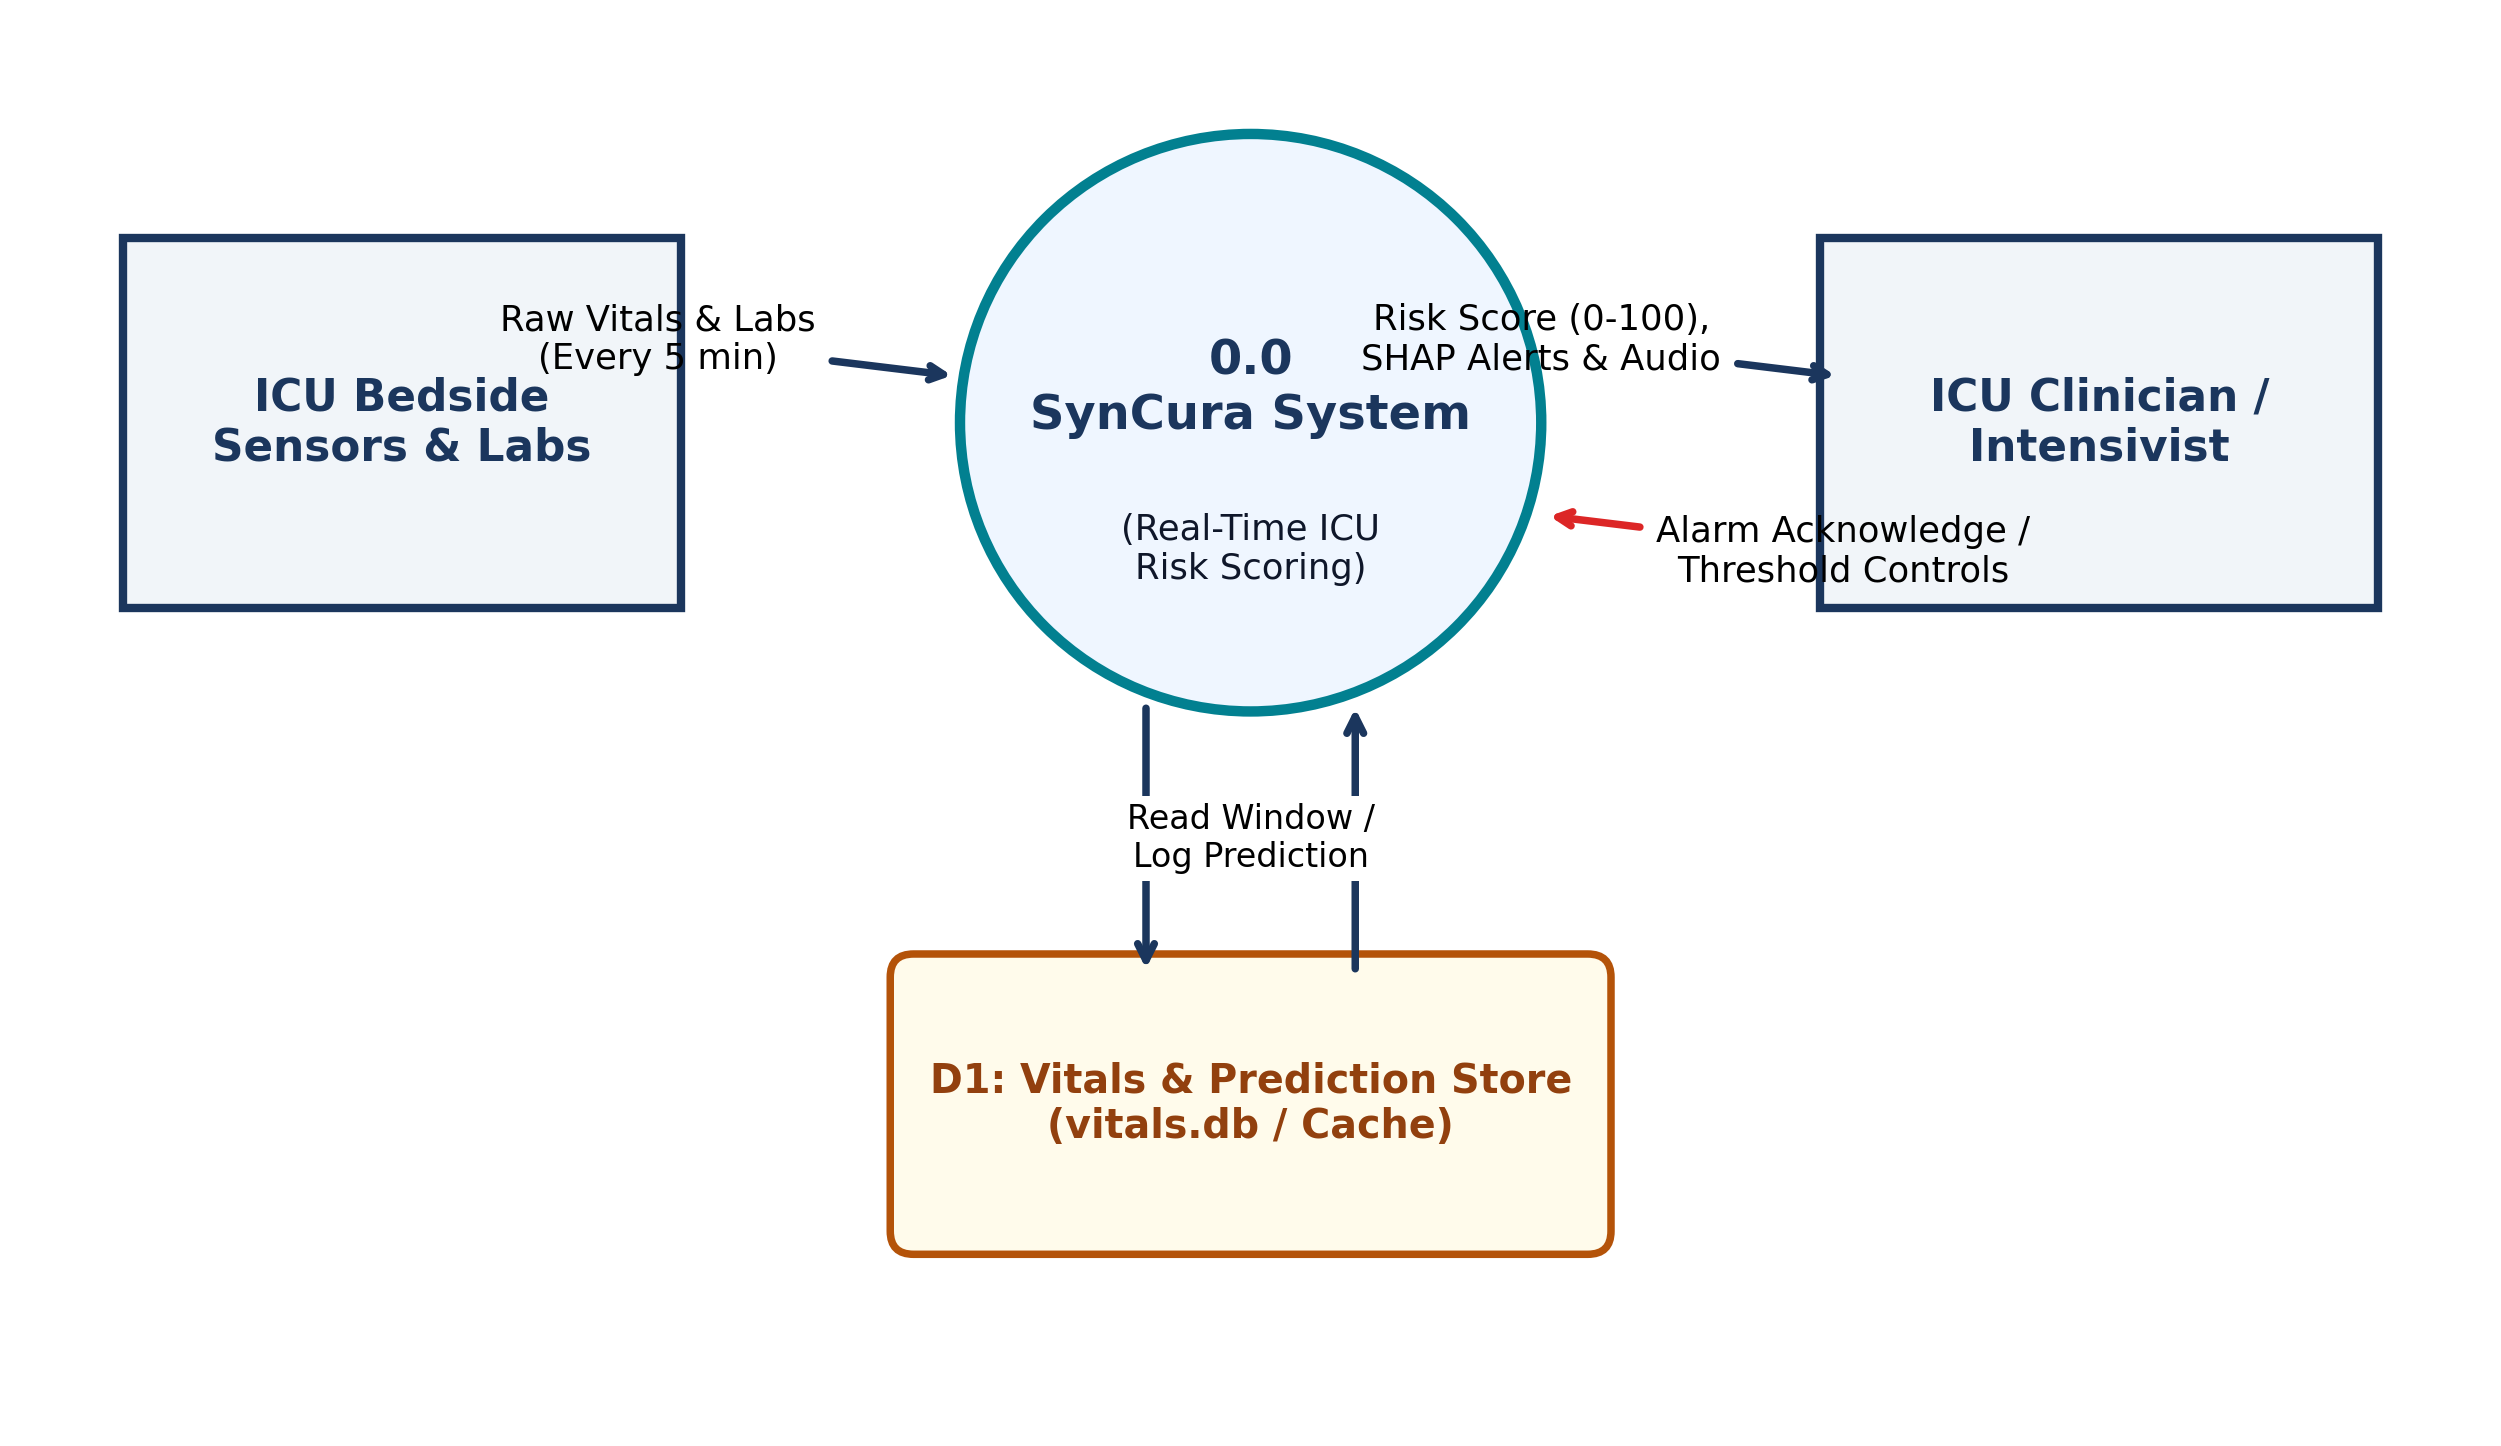 Raw Vitals & Labs
(Every 5 min)
ICU Bedside
Sensors & Labs
0.0
SynCura System
(Real-Time ICU
Risk Scoring)
Risk Score (0-100),
SHAP Alerts & Audio
ICU Clinician /
Intensivist
Alarm Acknowledge /
Threshold Controls
Read Window /
Log Prediction
D1: Vitals & Prediction Store
(vitals.db / Cache)